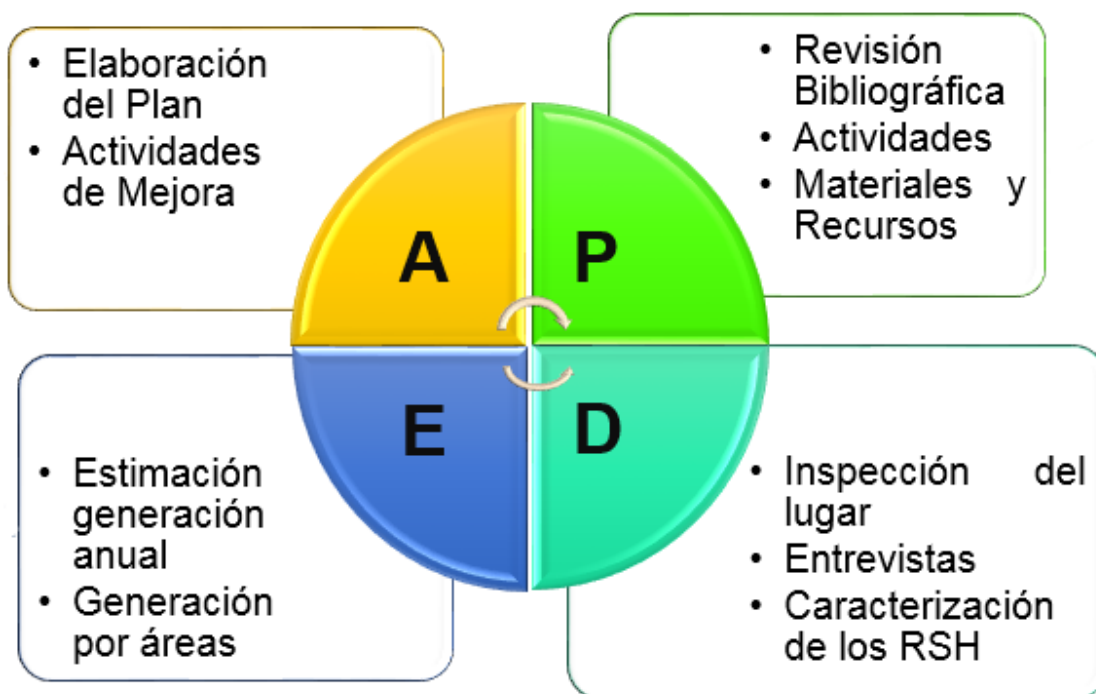 • Elaboración
del Plan
• Actividades
de Mejora
• Revisión
Bibliográfica
• Actividades
• Materiales y
Recursos
A
P
E
D
• Estimación
generación
anual
• Generación
por áreas
• Inspección del
lugar
• Entrevistas
• Caracterización
de los RSH